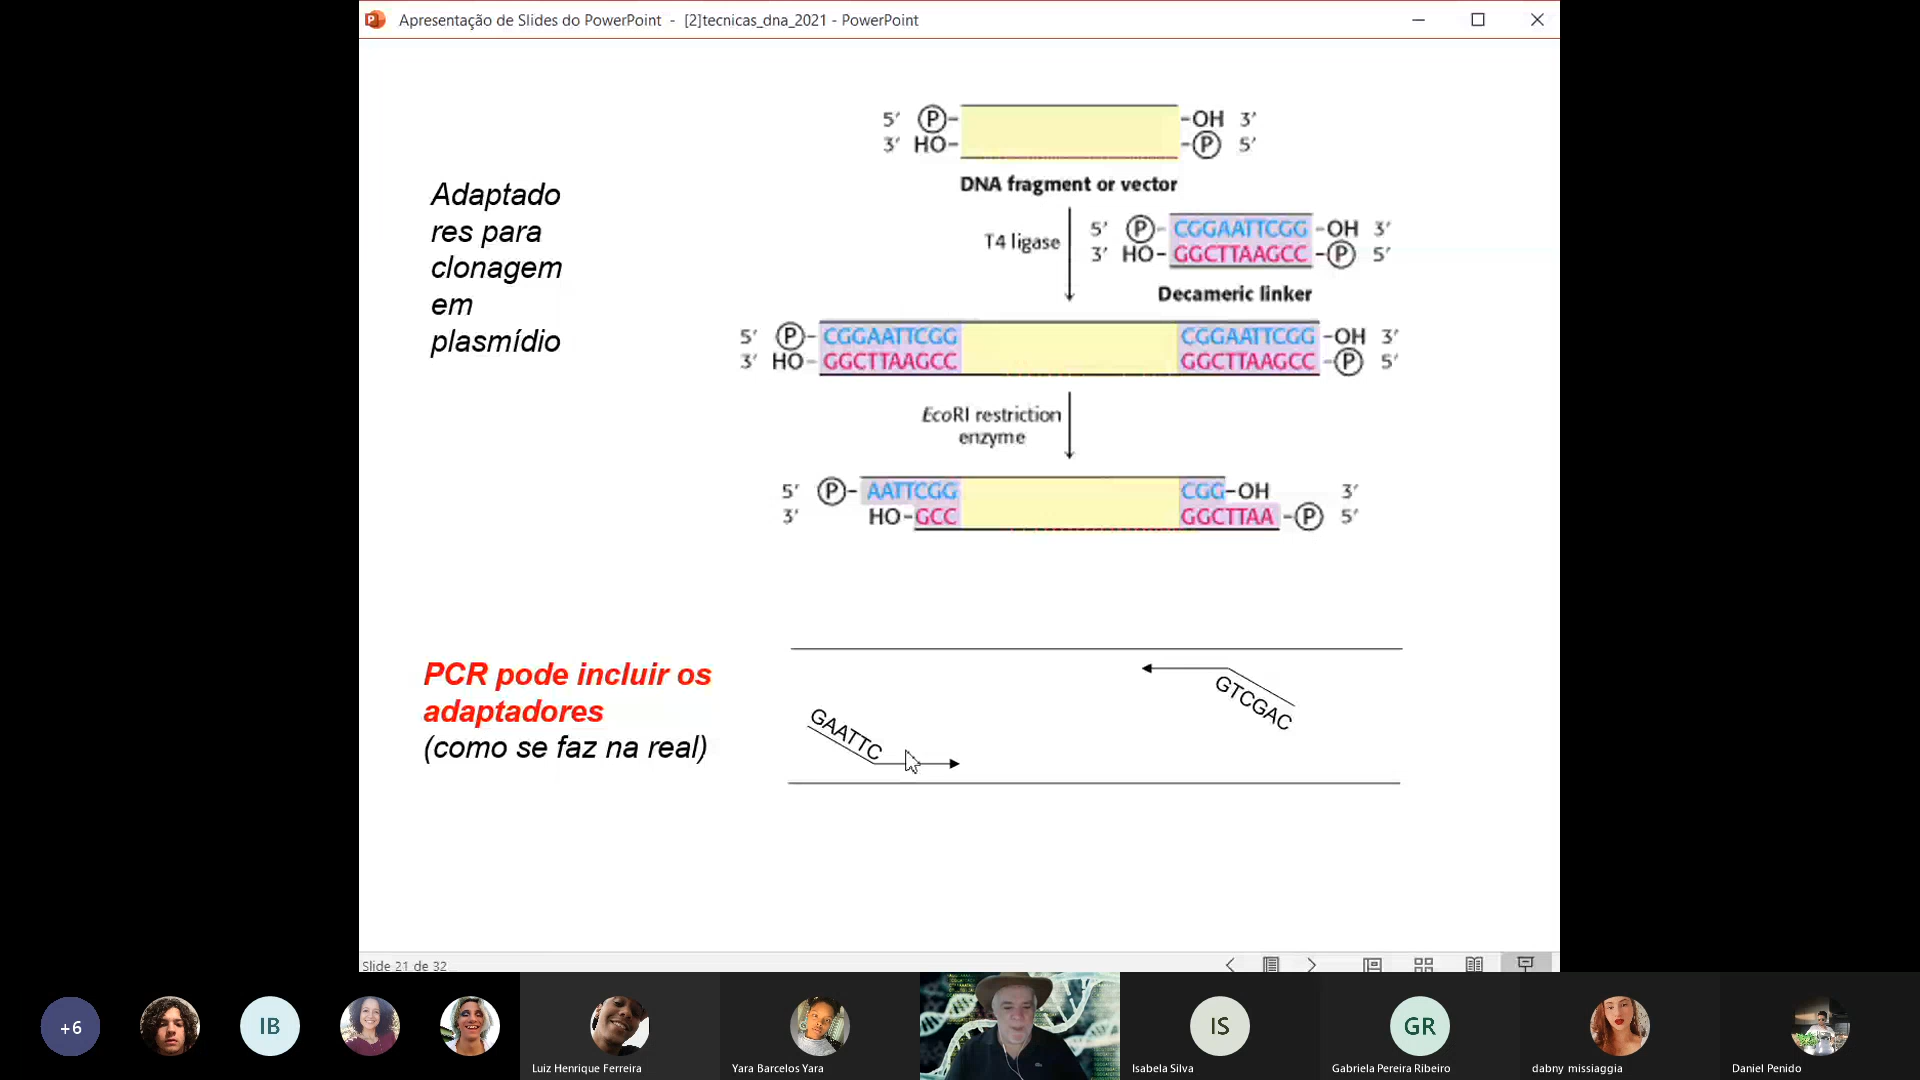 Apresentação de Slides do PowerPoint - [2]tecnicas_dna_2021 - PowerPoint
5′ P- -OH 3′
3′ HO- -P 5′
DNA fragment or vector
Adaptado
res para
clonagem
em
plasmídio
T4 ligase
5′ P- CGGAATTCGG -OH 3′
3′ HO- GGCTTAAGCC -P 5′
Decameric linker
5′ P- CGGAATTCGG CGGAATTCGG -OH 3′
3′ HO- GGCTTAAGCC GGCTTAAGCC -P 5′
EcoRI restriction
enzyme
5′ P- AATTCGG CGG-OH 3′
3′ HO-GCC GGCTTAA -P 5′
PCR pode incluir os
adaptadores
(como se faz na real)
GTCGAC
GAATTC
Slide 21 de 32
+6
IB
IS
GR
Luiz Henrique Ferreira
Yara Barcelos Yara
Isabela Silva
Gabriela Pereira Ribeiro
dabny missiaggia
Daniel Penido